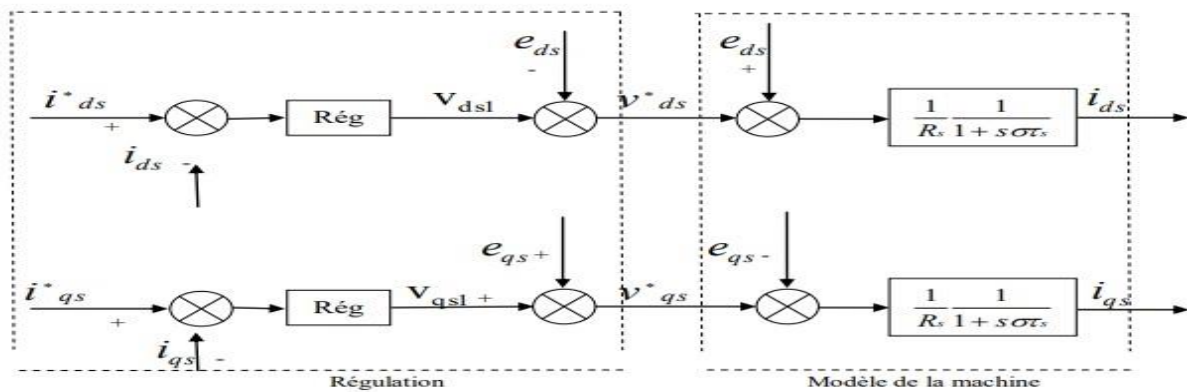 e_ds -
e_ds +
i*_ds + Rég v_dsl v*_ds 1/R_s 1/(1 + sστ_s) i_ds
i_ds -
e_qs +
e_qs -
i*_qs + Rég v_qsl + v*_qs 1/R_s 1/(1 + sστ_s) i_qs
i_qs -
Régulation
Modèle de la machine